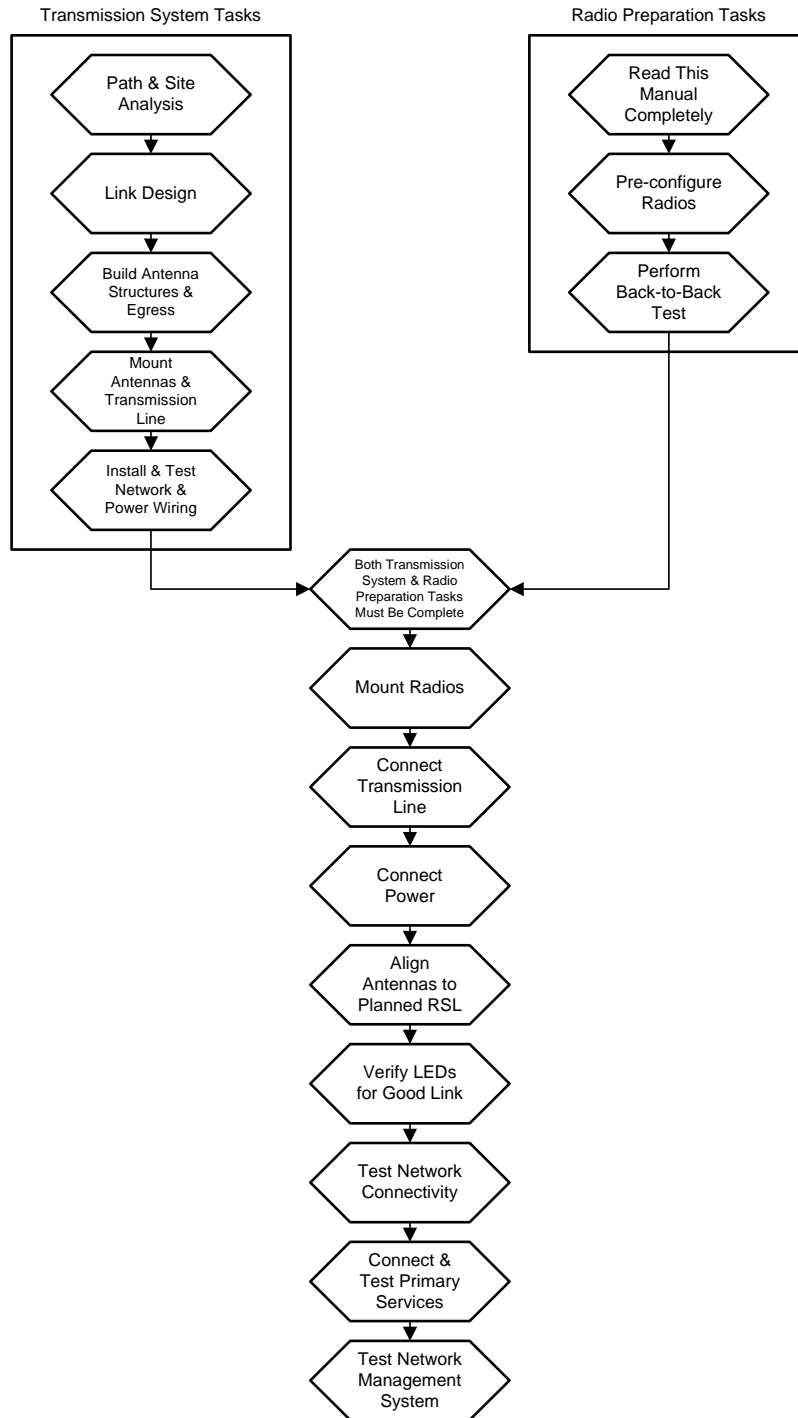 Transmission System Tasks
Path & Site
Analysis
Link Design
Build Antenna
Structures &
Egress
Mount
Antennas &
Transmission
Line
Install & Test
Network &
Power Wiring
Radio Preparation Tasks
Read This
Manual
Completely
Pre-configure
Radios
Perform
Back-to-Back
Test
Both Transmission
System & Radio
Preparation Tasks
Must Be Complete
Mount Radios
Connect
Transmission
Line
Connect
Power
Align
Antennas to
Planned RSL
Verify LEDs
for Good Link
Test Network
Connectivity
Connect &
Test Primary
Services
Test Network
Management
System